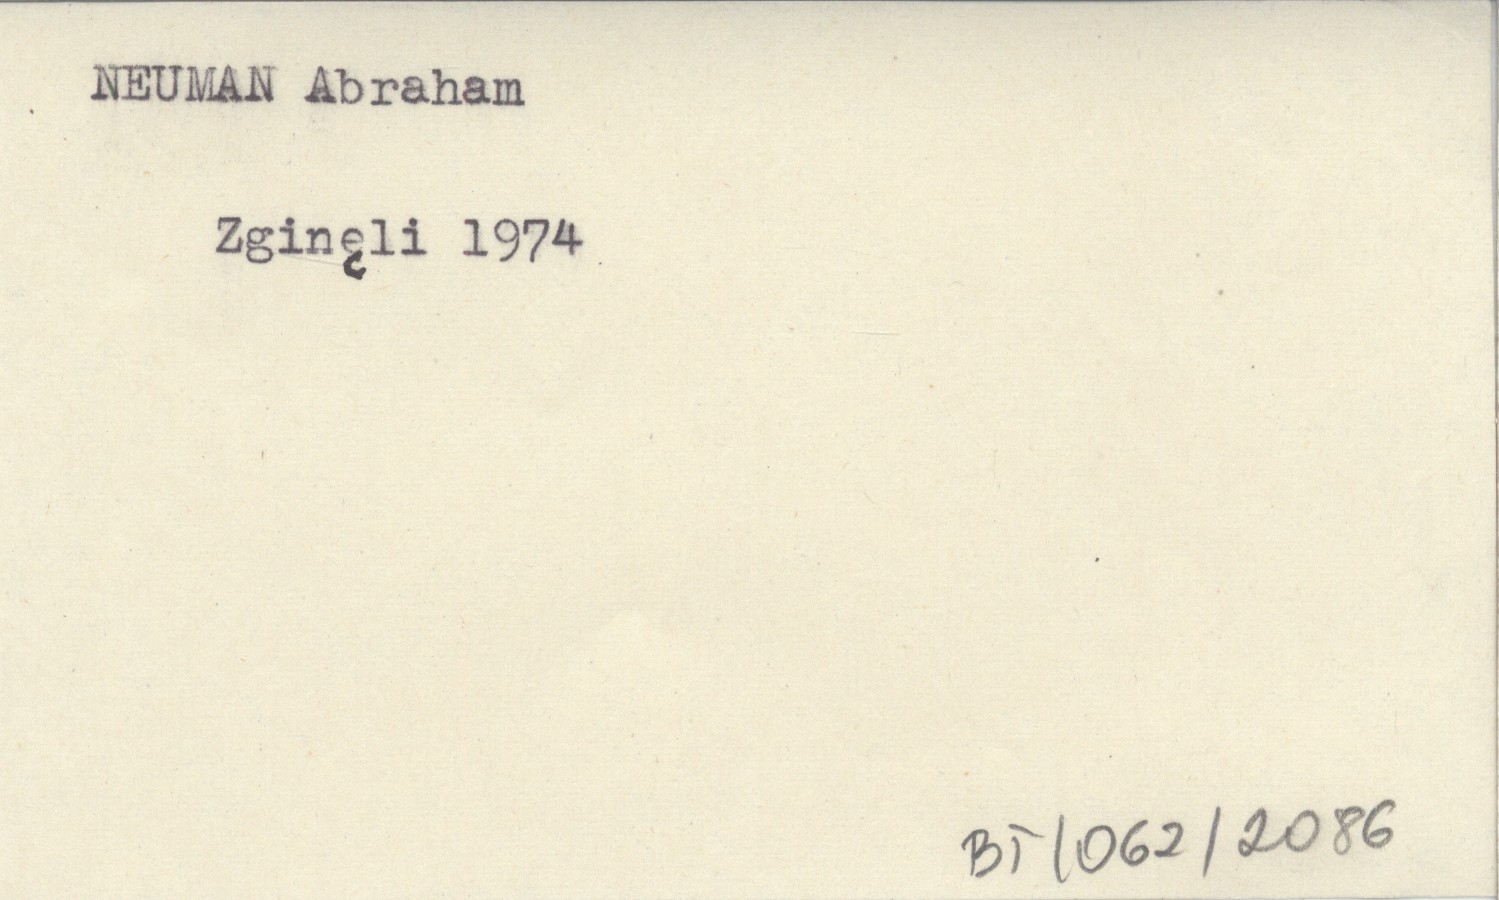 NEUMAN Abraham
Zginęli 1974
BT/062/2086